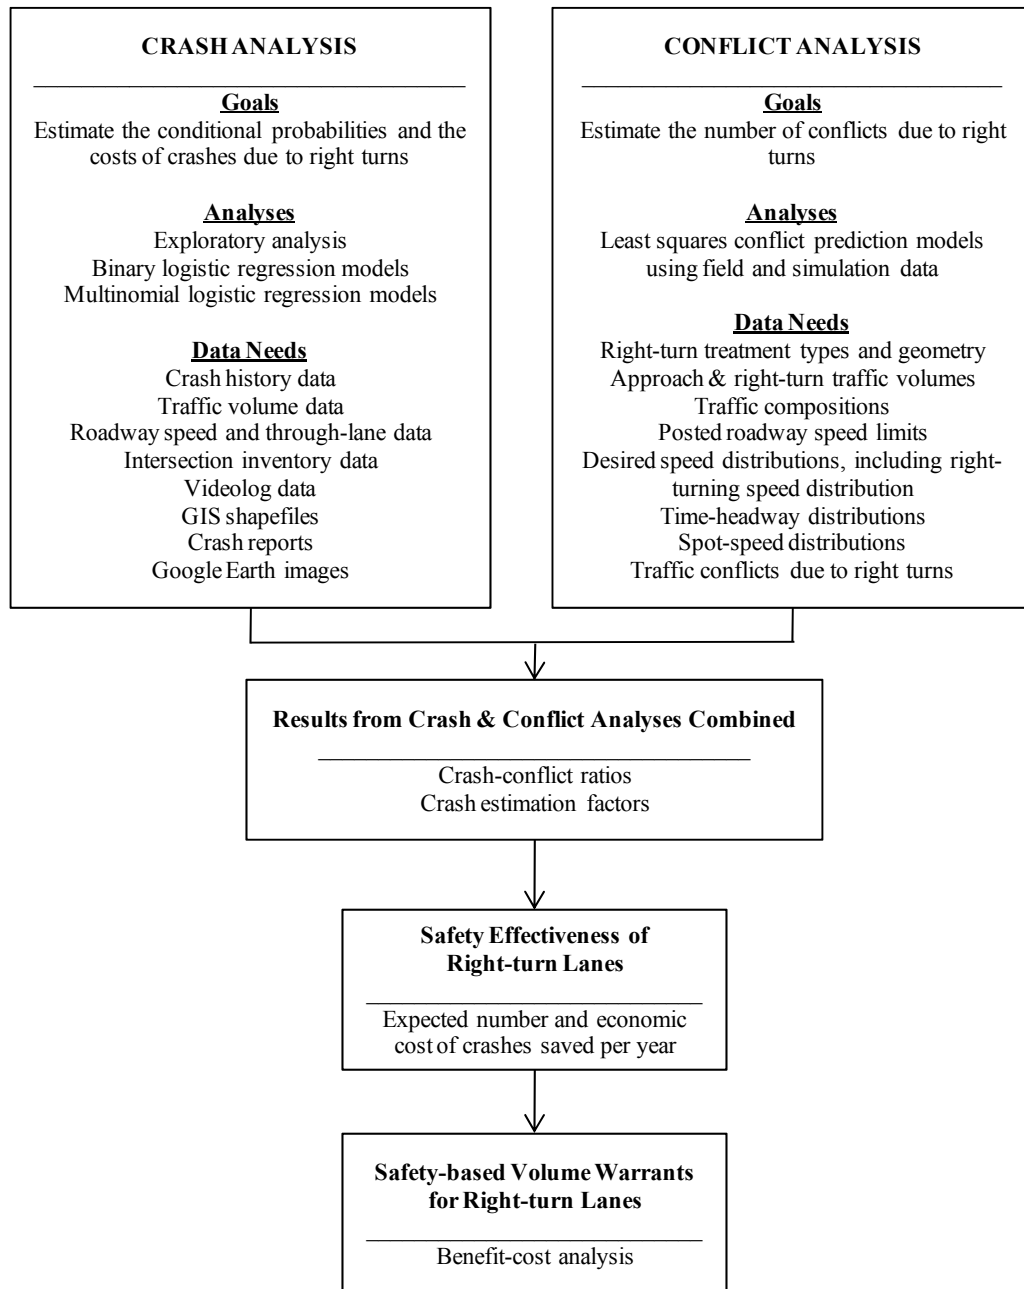 CRASH ANALYSIS
Goals
Estimate the conditional probabilities and the
costs of crashes due to right turns
Analyses
Exploratory analysis
Binary logistic regression models
Multinomial logistic regression models
Data Needs
Crash history data
Traffic volume data
Roadway speed and through-lane data
Intersection inventory data
Videolog data
GIS shapefiles
Crash reports
Google Earth images
CONFLICT ANALYSIS
Goals
Estimate the number of conflicts due to right
turns
Analyses
Least squares conflict prediction models
using field and simulation data
Data Needs
Right-turn treatment types and geometry
Approach & right-turn traffic volumes
Traffic compositions
Posted roadway speed limits
Desired speed distributions, including right-
turning speed distribution
Time-headway distributions
Spot-speed distributions
Traffic conflicts due to right turns
Results from Crash & Conflict Analyses Combined
Crash-conflict ratios
Crash estimation factors
Safety Effectiveness of
Right-turn Lanes
Expected number and economic
cost of crashes saved per year
Safety-based Volume Warrants
for Right-turn Lanes
Benefit-cost analysis